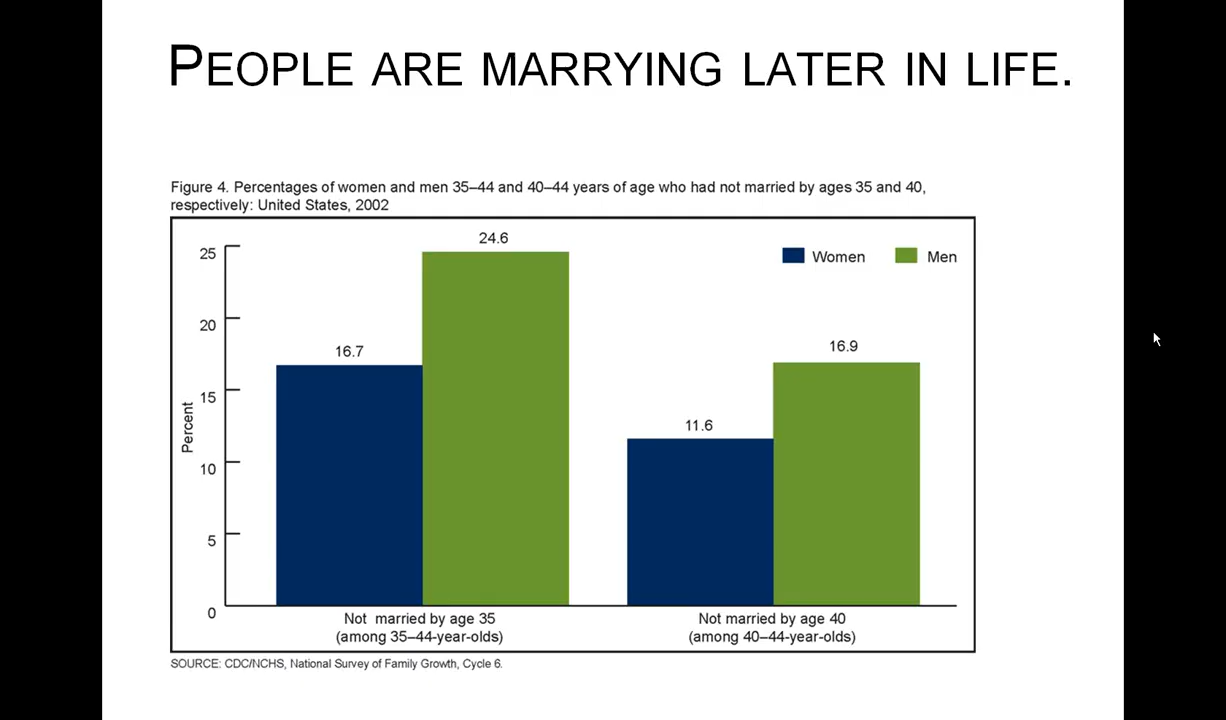 PEOPLE ARE MARRYING LATER IN LIFE.
Figure 4. Percentages of women and men 35–44 and 40–44 years of age who had not married by ages 35 and 40,
respectively: United States, 2002
Women
Men
Percent
25
20
15
10
5
0
16.7
24.6
11.6
16.9
Not married by age 35
(among 35–44-year-olds)
Not married by age 40
(among 40–44-year-olds)
SOURCE: CDC/NCHS, National Survey of Family Growth, Cycle 6.